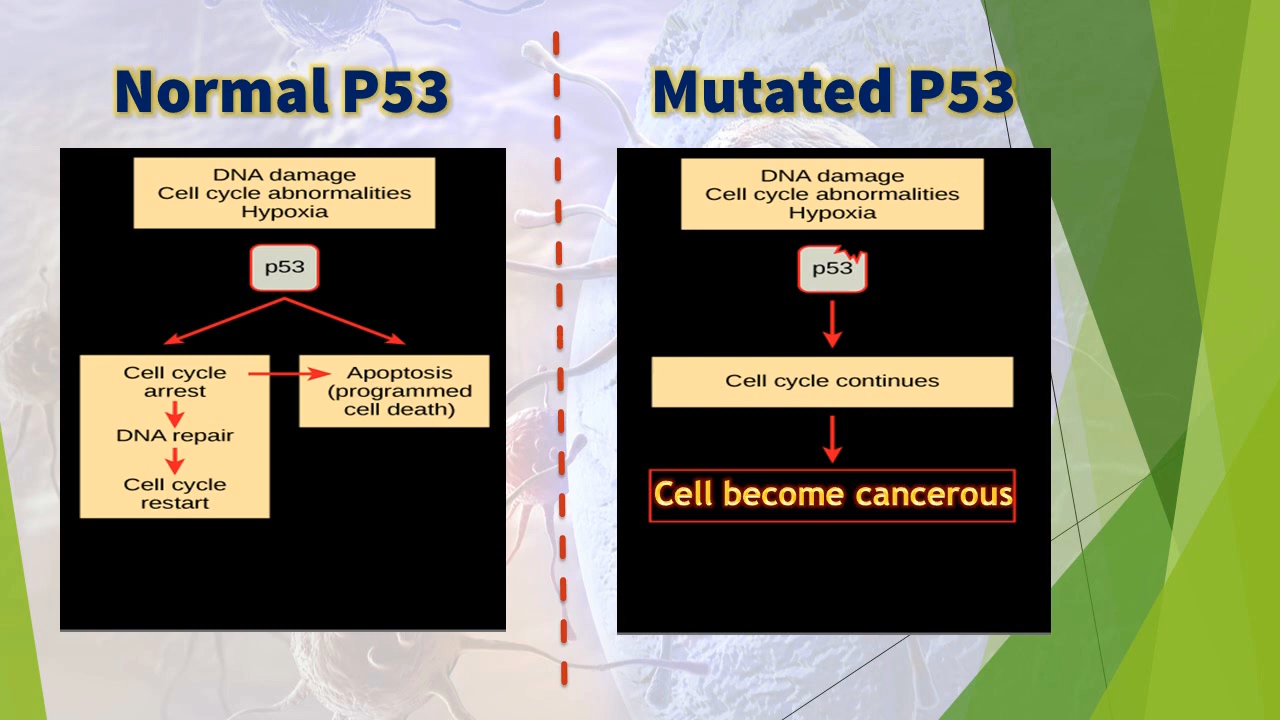 Normal P53
DNA damage
Cell cycle abnormalities
Hypoxia
p53
Cell cycle
arrest
DNA repair
Cell cycle
restart
Apoptosis
(programmed
cell death)
Mutated P53
DNA damage
Cell cycle abnormalities
Hypoxia
p53
Cell cycle continues
Cell become cancerous